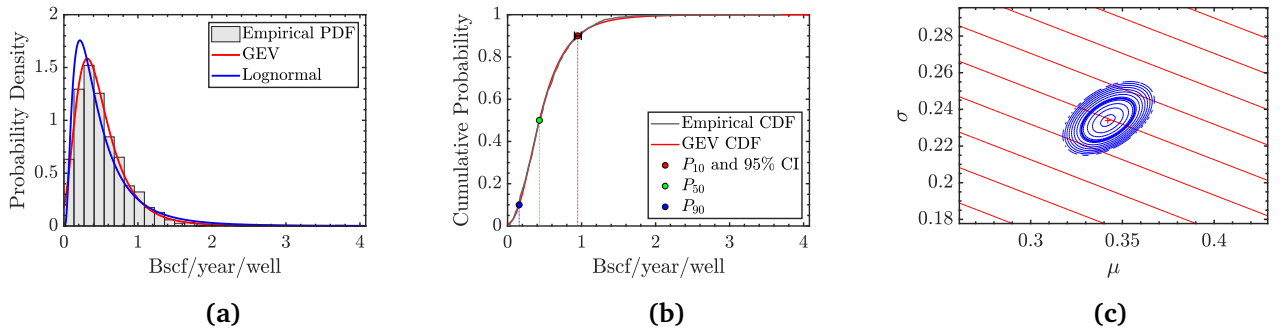 Probability Density
2
1.5
1
0.5
0
Empirical PDF
GEV
Lognormal
0 1 2 3 4
Bscf/year/well
(a)
Cumulative Probability
1
0.8
0.6
0.4
0.2
0
Empirical CDF
GEV CDF
P10 and 95% CI
P50
P90
0 1 2 3 4
Bscf/year/well
(b)
σ
0.28
0.26
0.24
0.22
0.2
0.18
0.3 0.35 0.4
μ
(c)